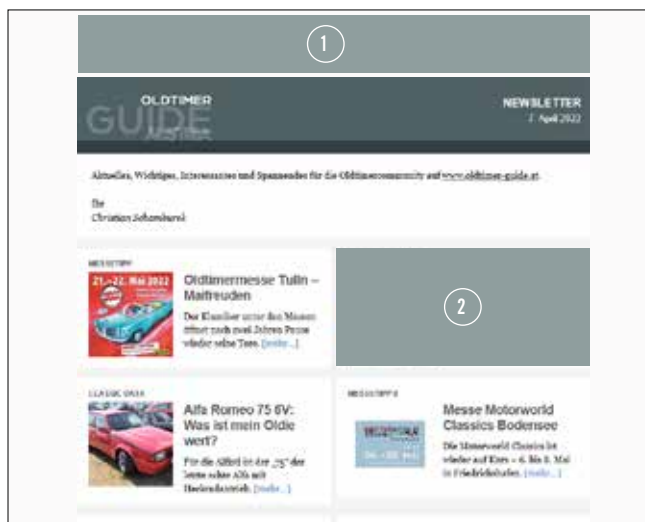 1
OLDTIMER
GUIDE
AUSTRIA
NEWSLETTER
7. April 2022
Aktuelles, Wichtiges, Interessantes und Spannendes für die Oldtimercommunity auf www.oldtimer-guide.at.
Ihr
Christian Schamburek
MESSETIPP
21.-22. Mai 2022
Oldtimermesse Tulln –
Maifreuden
Der Klassiker unter den Messen
öffnet nach zwei Jahren Pause
wieder seine Tore. [mehr...]
2
CLASSIC DATA
Alfa Romeo 75 6V:
Was ist mein Oldie
wert?
Für die Alfisti ist der „75“ der
letzte echte Alfa mit
Heckantrieb. [mehr...]
MESSETIPP II
Messe Motorworld
Classics Bodensee
Die Motorworld Classics ist
wieder auf Kurs – 6. bis 8. Mai
in Friedrichshafen. [mehr...]